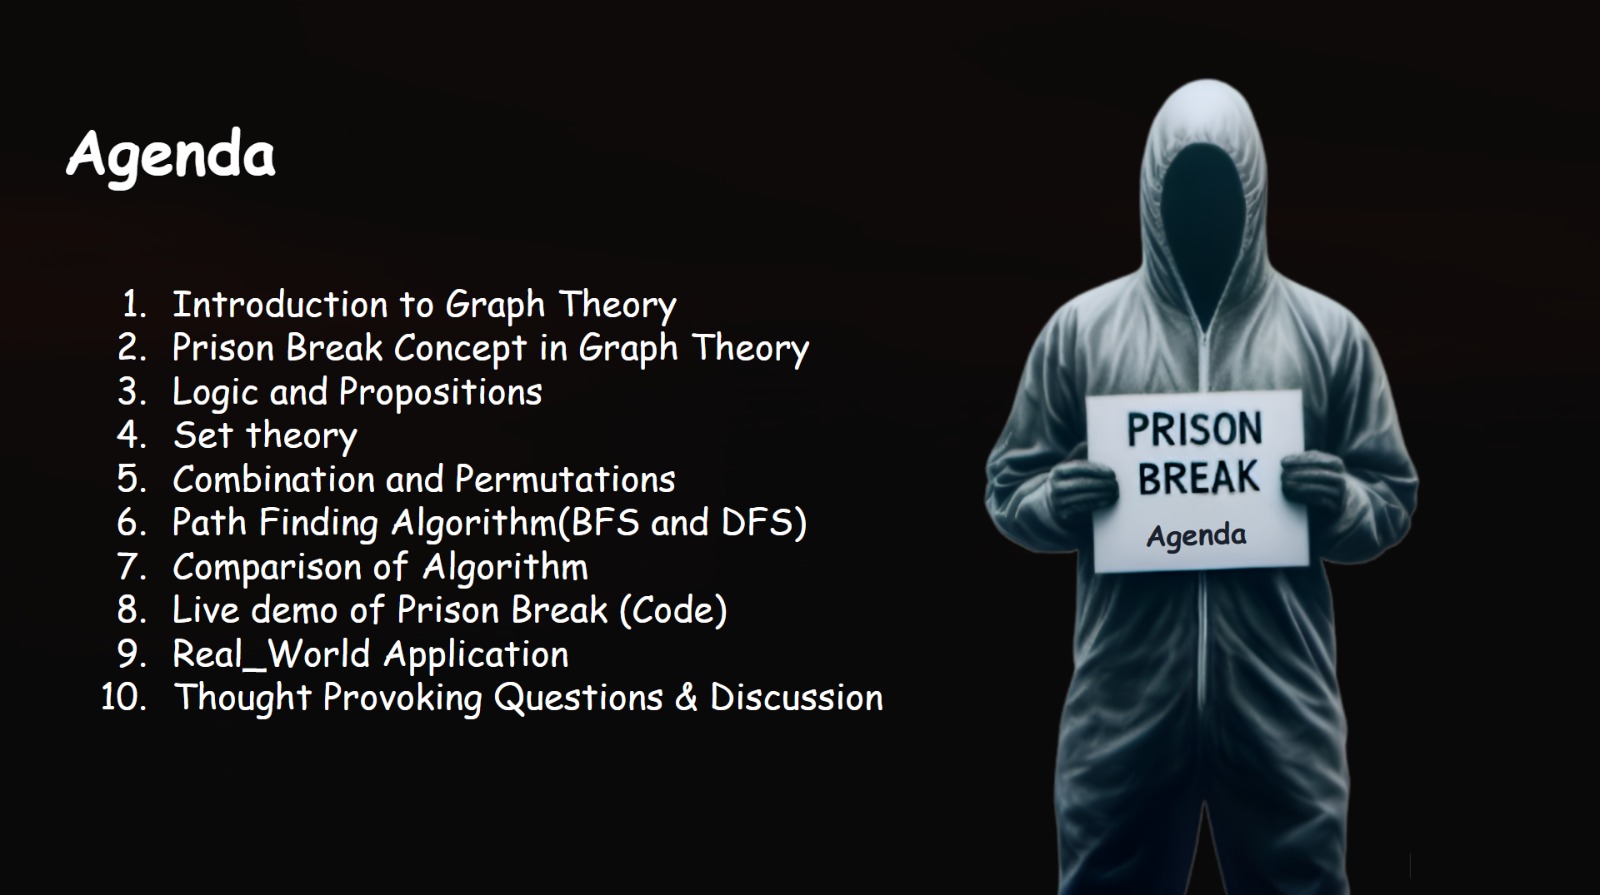 Agenda
1. Introduction to Graph Theory
2. Prison Break Concept in Graph Theory
3. Logic and Propositions
4. Set theory
5. Combination and Permutations
6. Path Finding Algorithm(BFS and DFS)
7. Comparison of Algorithm
8. Live demo of Prison Break (Code)
9. Real_World Application
10. Thought Provoking Questions & Discussion
PRISON
BREAK
Agenda